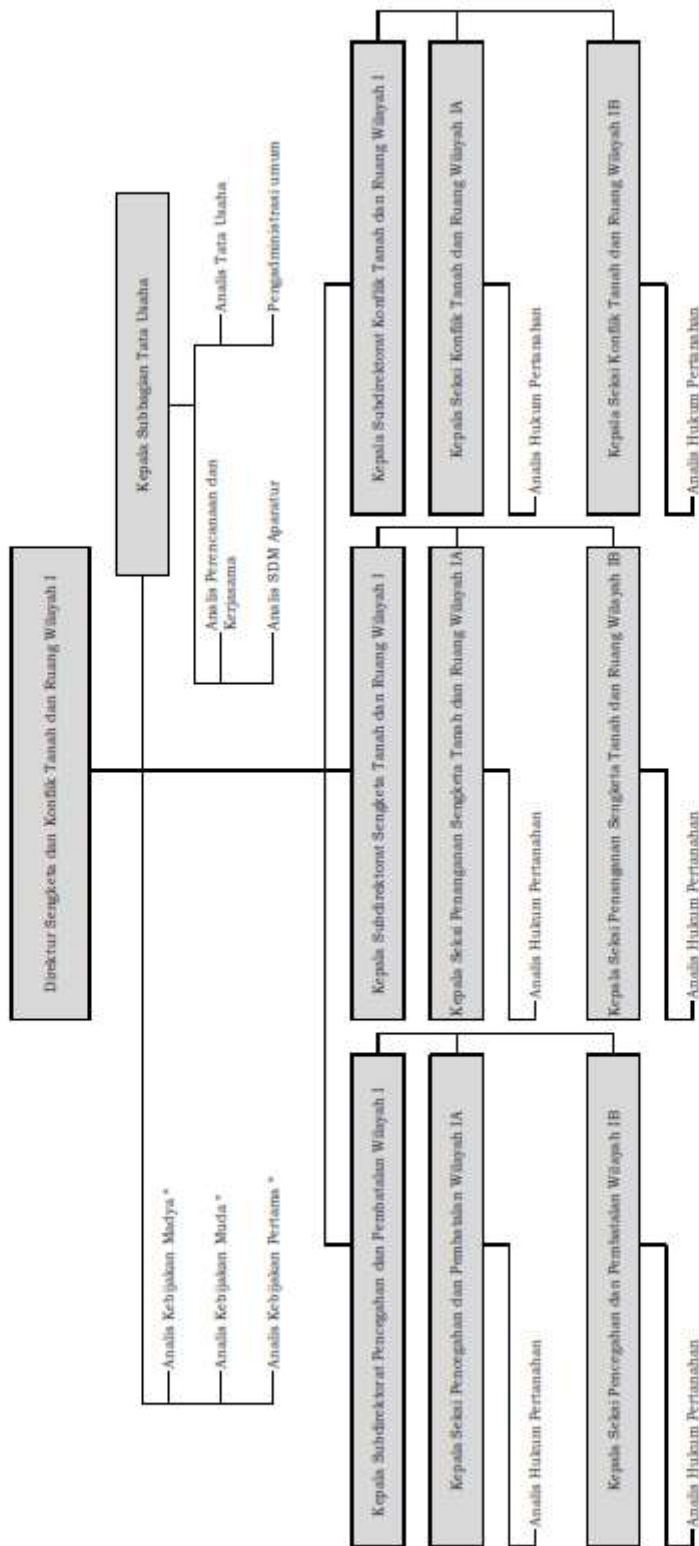 Direktur Sengketa dan Konflik Tanah dan Ruang Wilayah I
Kepala Subbagian Tata Usaha
Analis Kebijakan Madya *
Analis Kebijakan Muda *
Analis Kebijakan Pertama *
Analis Perencanaan dan
Kerjasama
Analis SDM Aparatur
Analis Tata Usaha
Pengadministrasi umum
Kepala Subdirektorat Pencegahan dan Pembatalan Wilayah I
Kepala Seksi Pencegahan dan Pembatalan Wilayah IA
Analis Hukum Pertanahan
Kepala Seksi Pencegahan dan Pembatalan Wilayah IB
Analis Hukum Pertanahan
Kepala Subdirektorat Sengketa Tanah dan Ruang Wilayah I
Kepala Seksi Penanganan Sengketa Tanah dan Ruang Wilayah IA
Analis Hukum Pertanahan
Kepala Seksi Penanganan Sengketa Tanah dan Ruang Wilayah IB
Analis Hukum Pertanahan
Kepala Subdirektorat Konflik Tanah dan Ruang Wilayah I
Kepala Seksi Konflik Tanah dan Ruang Wilayah IA
Analis Hukum Pertanahan
Kepala Seksi Konflik Tanah dan Ruang Wilayah IB
Analis Hukum Pertanahan